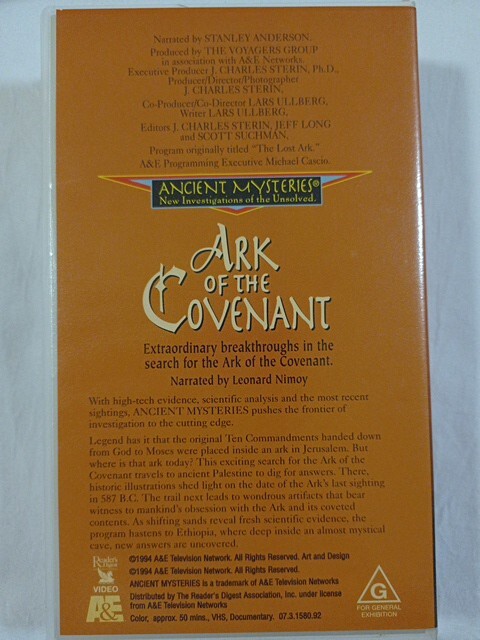 Narrated by STANLEY ANDERSON.
Produced by THE VOYAGERS GROUP
in association with A&E Networks.
Executive Producer J. CHARLES STERIN, Ph.D.,
Producer/Director/Photographer
J. CHARLES STERIN,
Co-Producer/Co-Director LARS ULLBERG,
Writer LARS ULLBERG,
Editors J. CHARLES STERIN, JEFF LONG
and SCOTT SUCHMAN,
Program originally titled "The Lost Ark."
A&E Programming Executive Michael Cascio.
ANCIENT MYSTERIES®
New Investigations of the Unsolved.
ARK
OF THE
COVENANT
Extraordinary breakthroughs in the
search for the Ark of the Covenant.
Narrated by Leonard Nimoy
With high-tech evidence, scientific analysis and the most recent
sightings, ANCIENT MYSTERIES pushes the frontier of
investigation to the cutting edge.
Legend has it that the original Ten Commandments handed down
from God to Moses were placed inside an ark in Jerusalem. But
where is that ark today? This exciting search for the Ark of the
Covenant travels to ancient Palestine to dig for answers. There,
historic illustrations shed light on the date of the Ark's last sighting
in 587 B.C. The trail next leads to wondrous artifacts that bear
witness to mankind's obsession with the Ark and its coveted
contents. As shifting sands reveal fresh scientific evidence, the
program hastens to Ethiopia, where deep inside an almost mystical
cave, new answers are uncovered.
Reader's
Digest
VIDEO
A&E
©1994 A&E Television Network. All Rights Reserved. Art and Design
©1994 A&E Television Network. All Rights Reserved.
ANCIENT MYSTERIES is a trademark of A&E Television Networks
Distributed by The Reader's Digest Association, Inc. under license
from A&E Television Networks
Color, approx. 50 mins., VHS, Documentary. 07.3.1580.92
G
FOR GENERAL
EXHIBITION